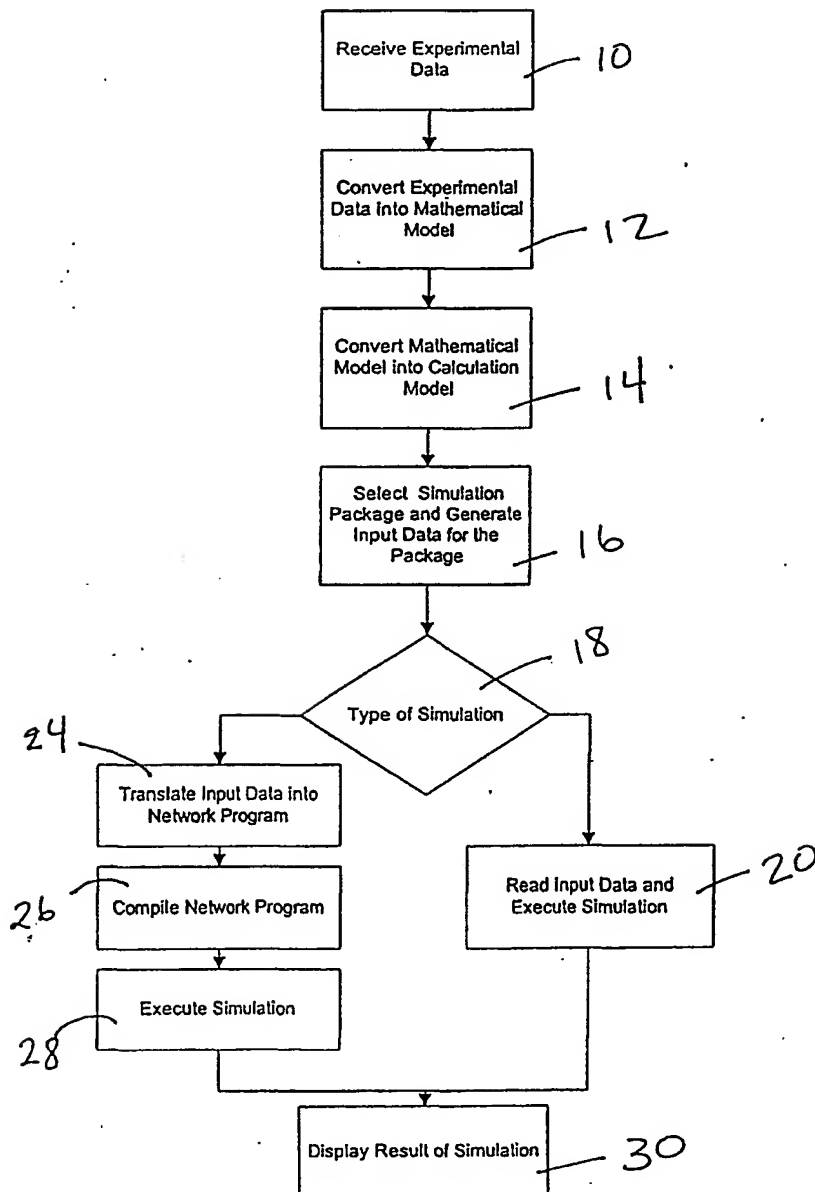 Receive Experimental
Data
10
Convert Experimental
Data into Mathematical
Model
12
Convert Mathematical
Model into Calculation
Model
14
Select Simulation
Package and Generate
Input Data for the
Package
16
Type of Simulation
18
24
Translate Input Data into
Network Program
26
Compile Network Program
28
Execute Simulation
Read Input Data and
Execute Simulation
20
Display Result of Simulation
30